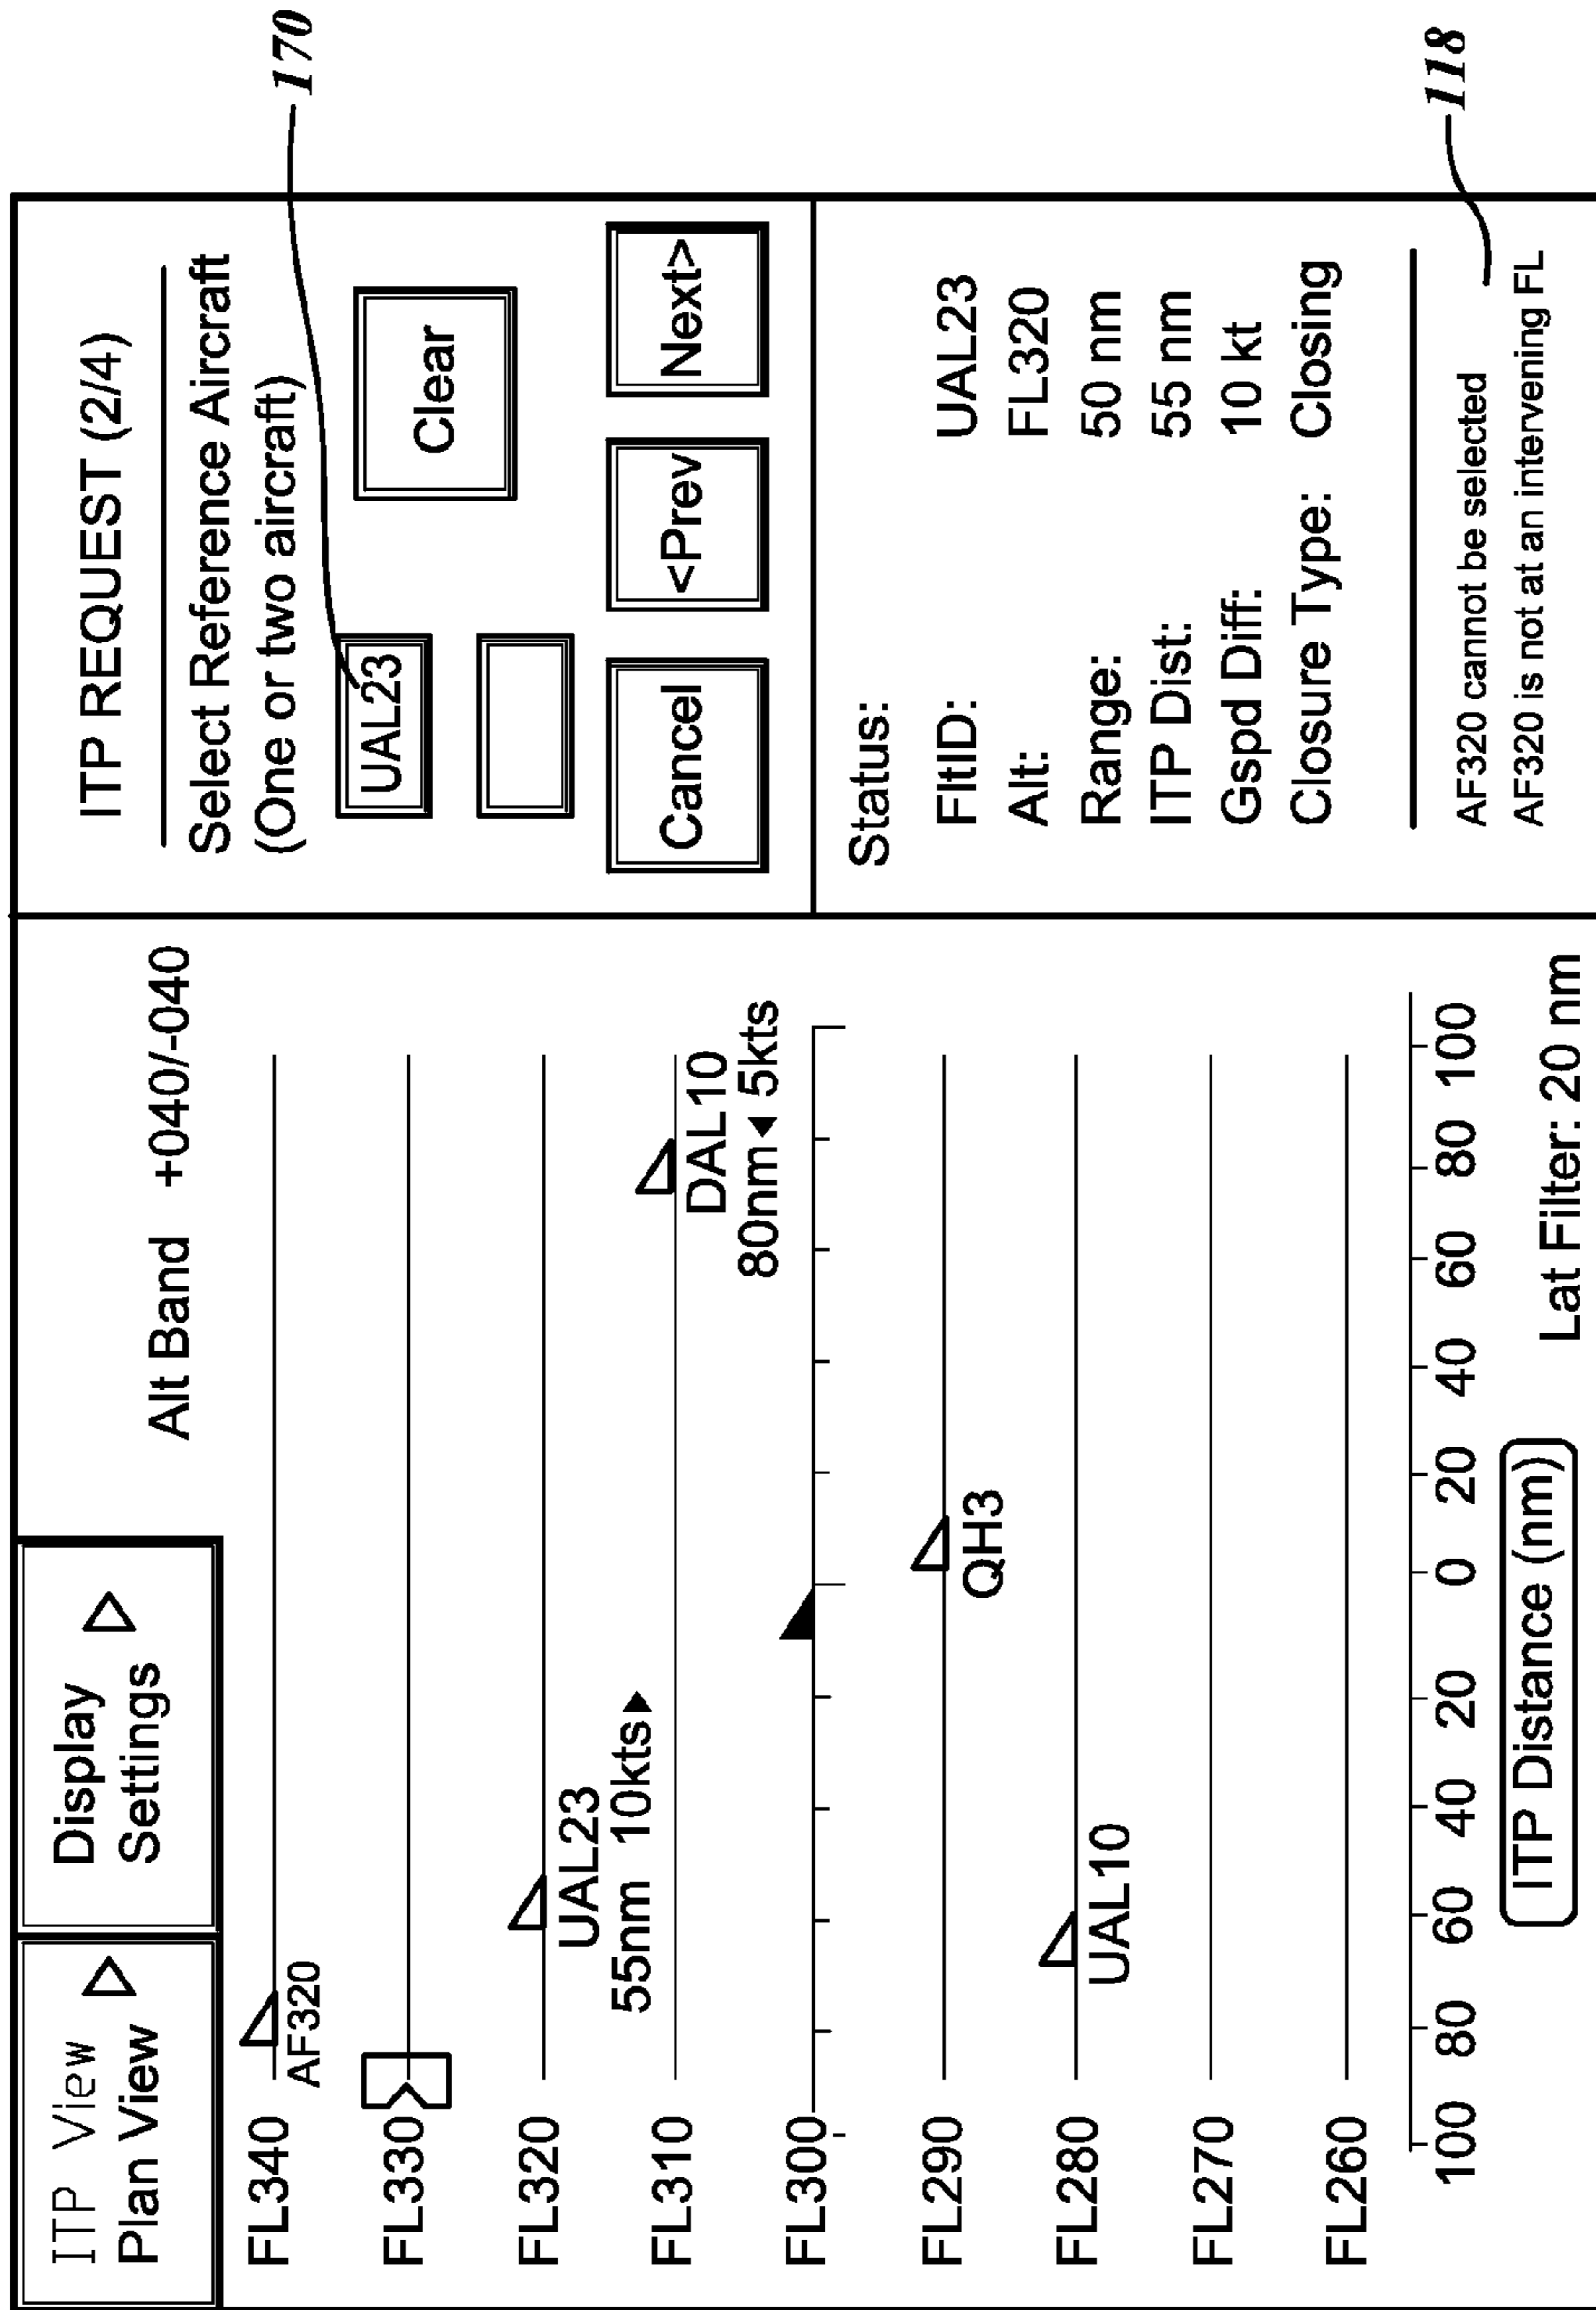 ITP View
Plan View
Display
Settings
Alt Band +040/-040
FL340
AF320
FL330
FL320
UAL23
55nm 10kts
FL310
DAL10
80nm 5kts
FL300
FL290
QH3
FL280
UAL10
FL270
FL260
100 80 60 40 20 0 20 40 60 80 100
ITP Distance (nm)
Lat Filter: 20 nm
ITP REQUEST (2/4)
Select Reference Aircraft
(One or two aircraft)
UAL23
Clear
Cancel
<Prev
Next>
Status:
FltID: UAL23
Alt: FL320
Range: 50 nm
ITP Dist: 55 nm
Gspd Diff: 10 kt
Closure Type: Closing
AF320 cannot be selected
AF320 is not at an intervening FL
170
118